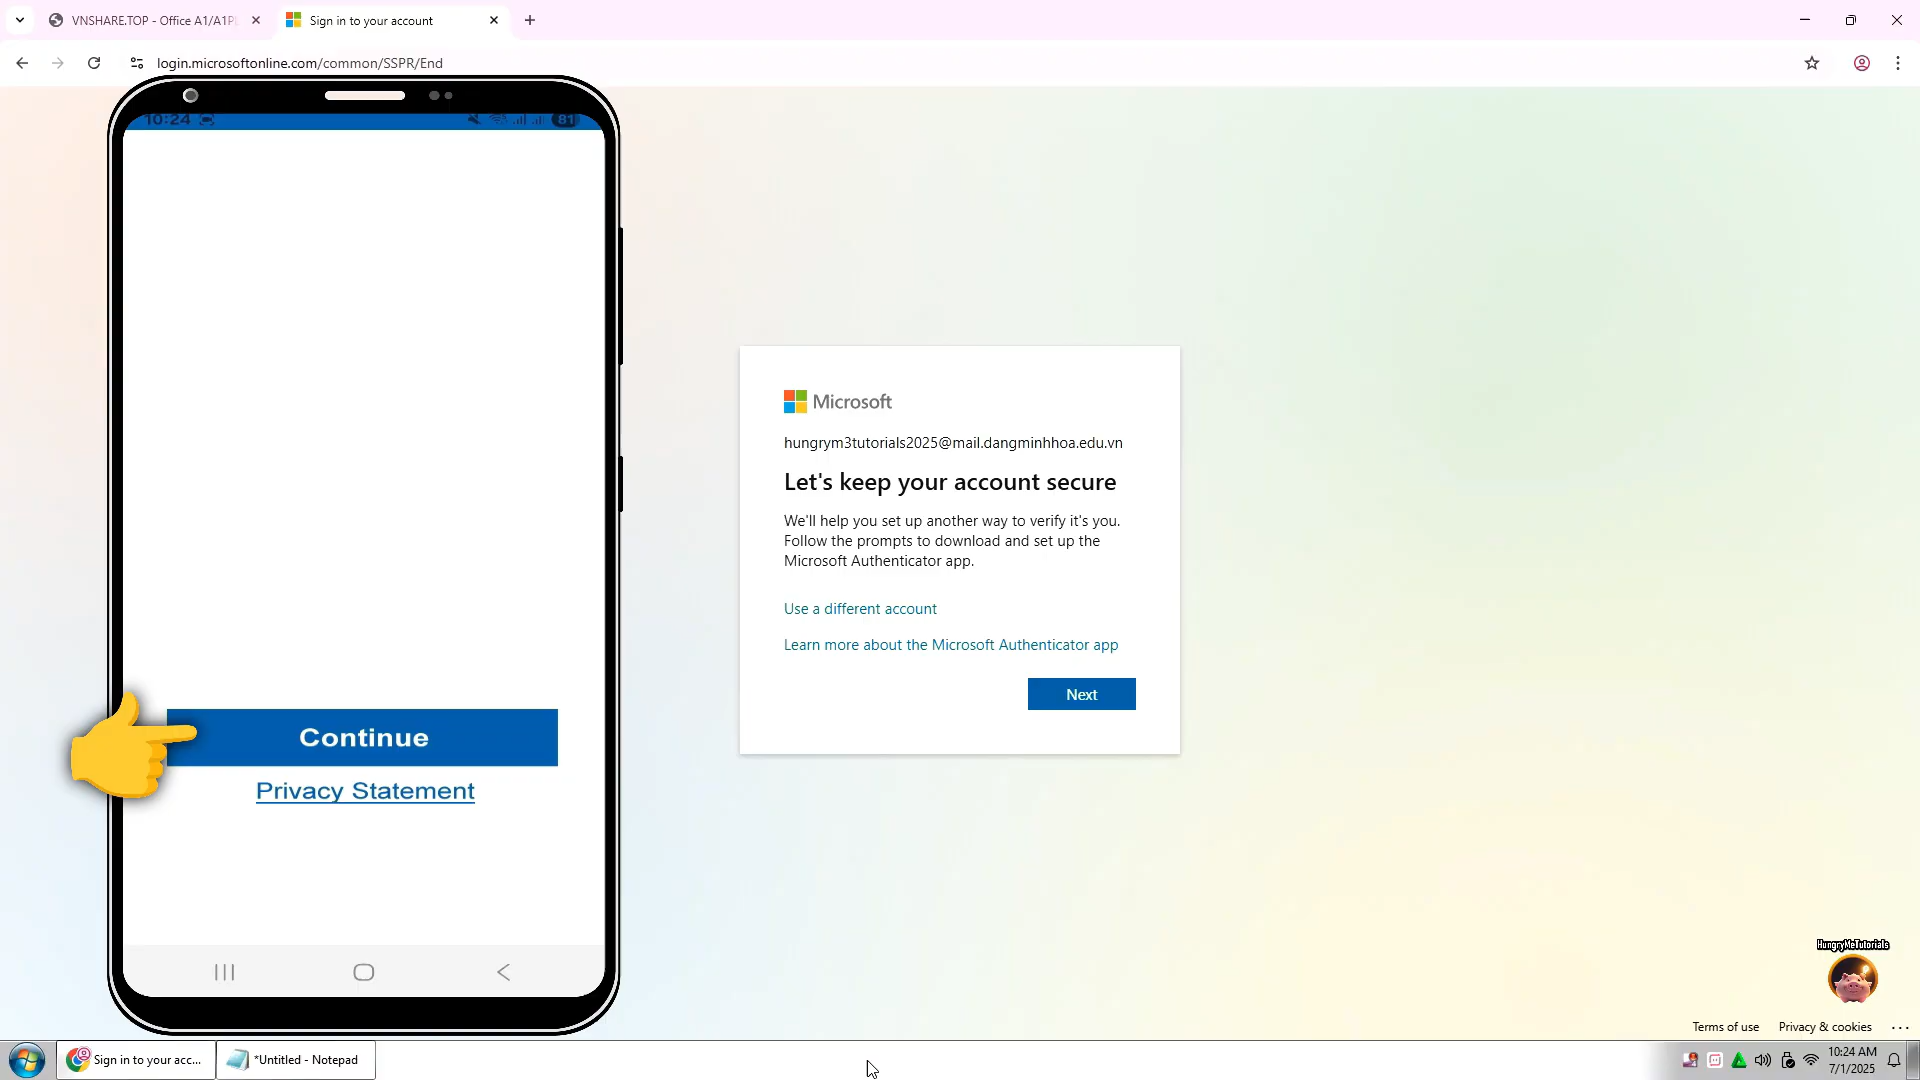 VNSHARE.TOP - Office A1/A1P
Sign in to your account
login.microsoftonline.com/common/SSPR/End
10:24
81
Continue
Privacy Statement
Microsoft
hungrym3tutorials2025@mail.dangminhhoa.edu.vn
Let's keep your account secure
We'll help you set up another way to verify it's you.
Follow the prompts to download and set up the
Microsoft Authenticator app.
Use a different account
Learn more about the Microsoft Authenticator app
Next
HungryMeTutorials
Terms of use
Privacy & cookies
...
Sign in to your acc...
*Untitled - Notepad
10:24 AM
7/1/2025